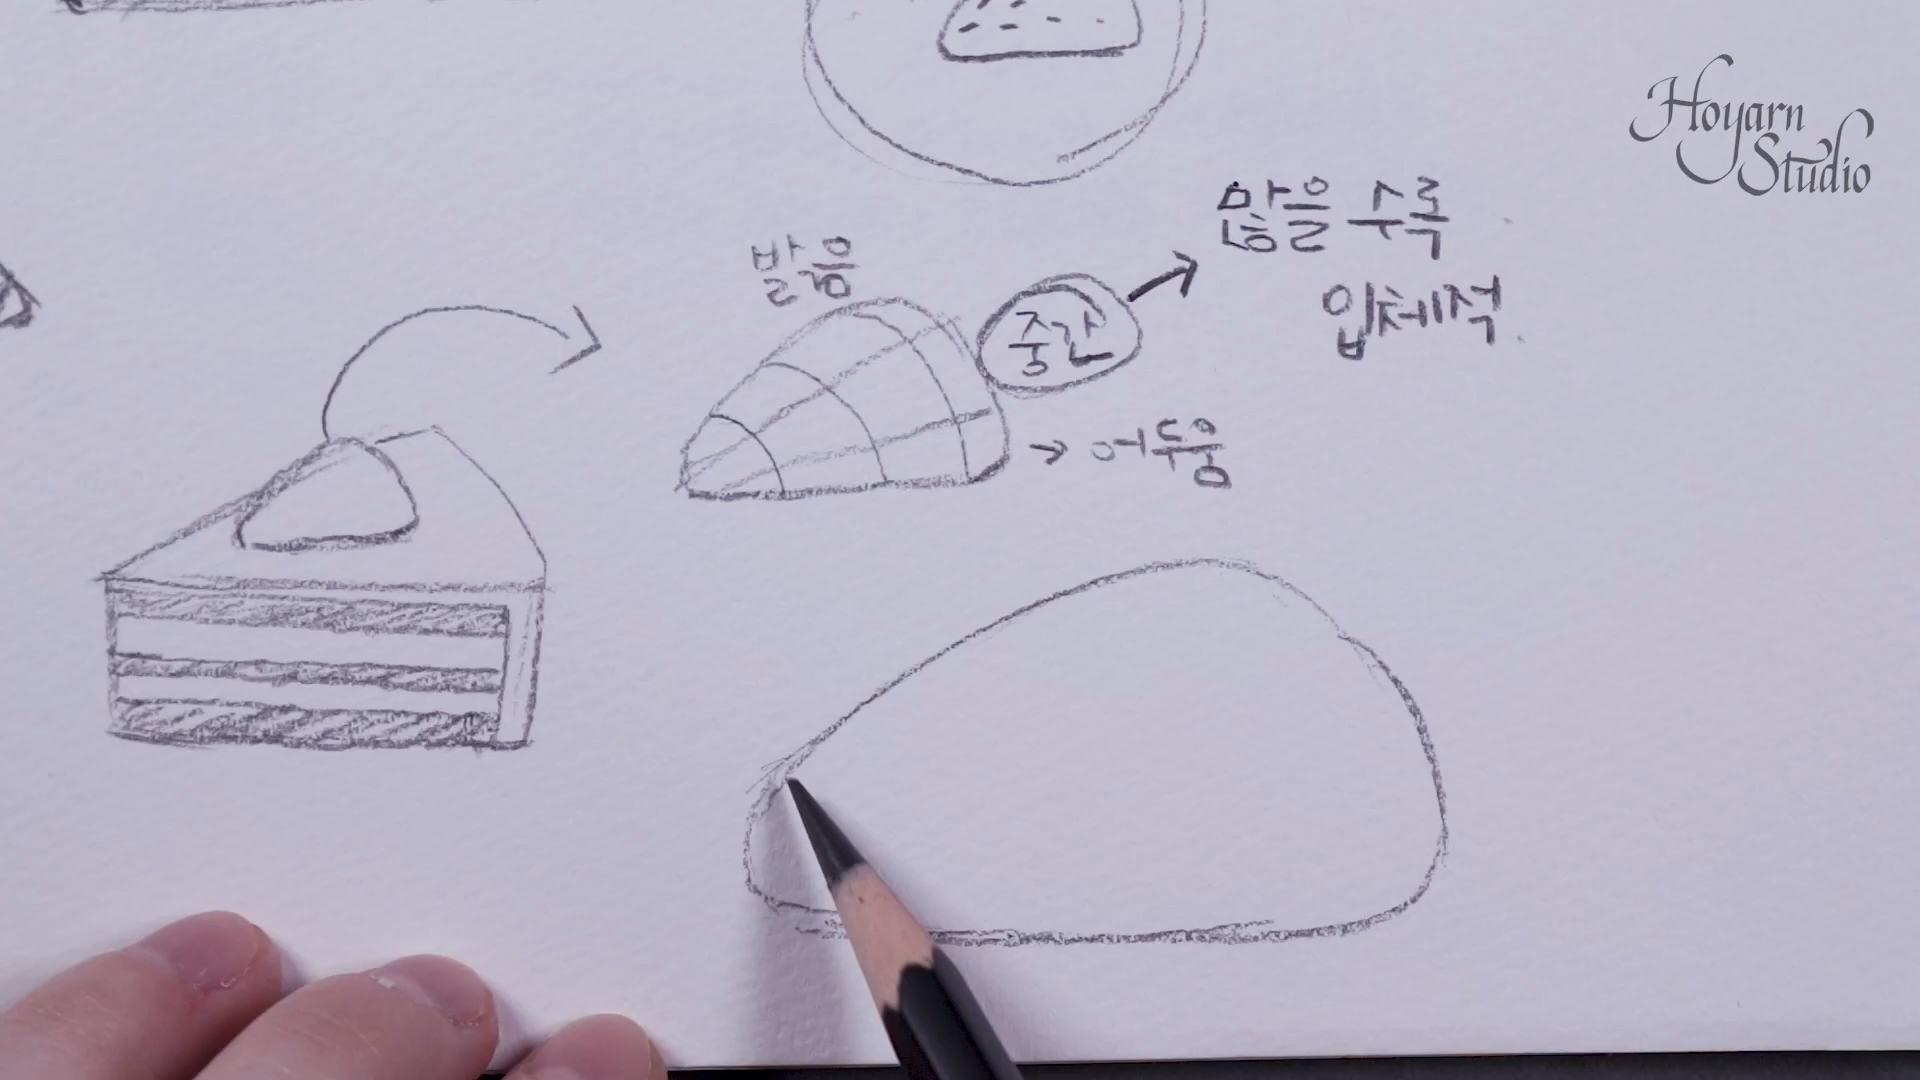 Hoyarn
Studio
많을 수록
입체적.
밝음
중간
→ 어두움